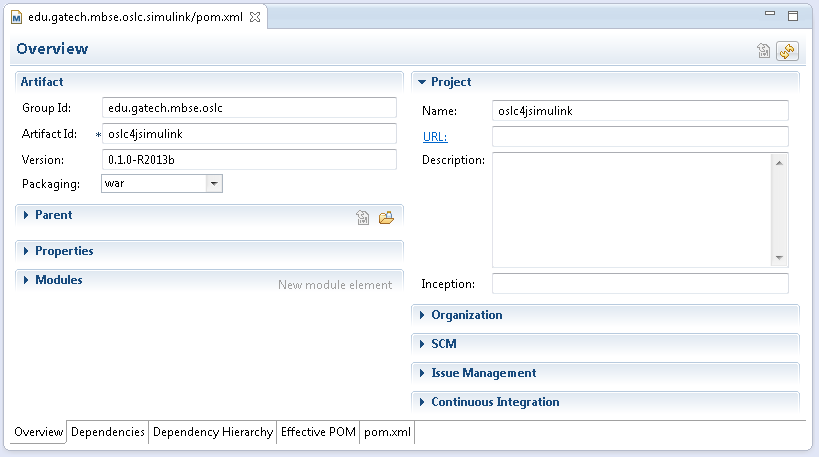 edu.gatech.mbse.oslc.simulink/pom.xml
Overview
Artifact
Group Id: edu.gatech.mbse.oslc
Artifact Id: * oslc4jsimulink
Version: 0.1.0-R2013b
Packaging: war
Parent
Properties
Modules
New module element
Project
Name: oslc4jsimulink
URL:
Description:
Inception:
Organization
SCM
Issue Management
Continuous Integration
Overview Dependencies Dependency Hierarchy Effective POM pom.xml